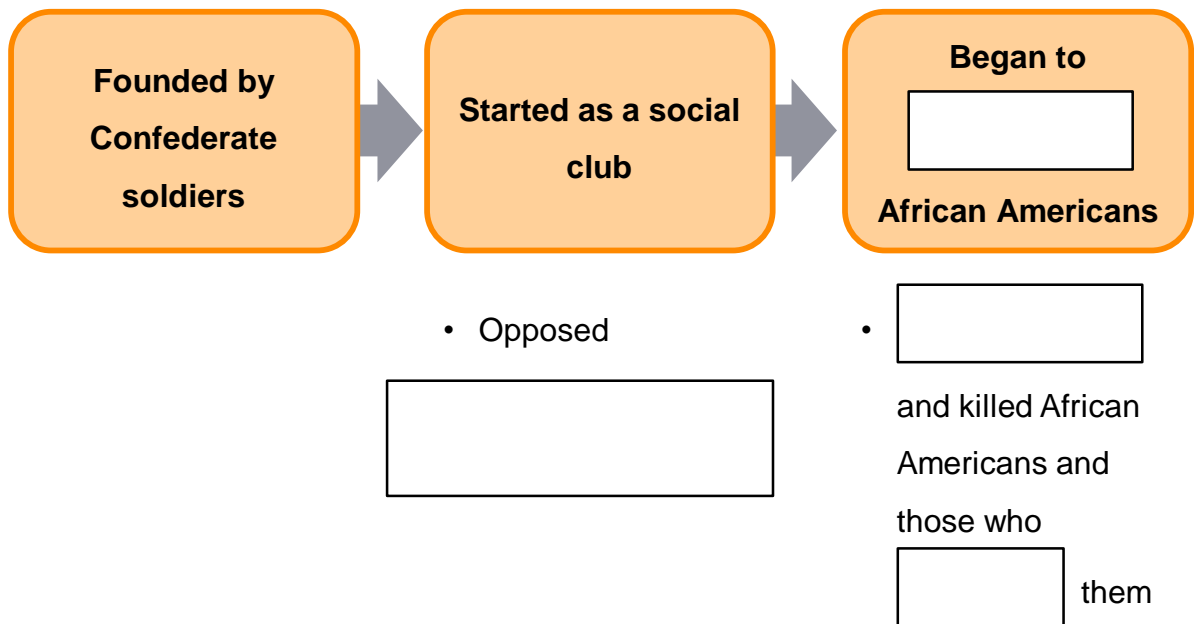 Founded by
Confederate
soldiers
Started as a social
club
Began to
African Americans
• Opposed
•
and killed African
Americans and
those who
them